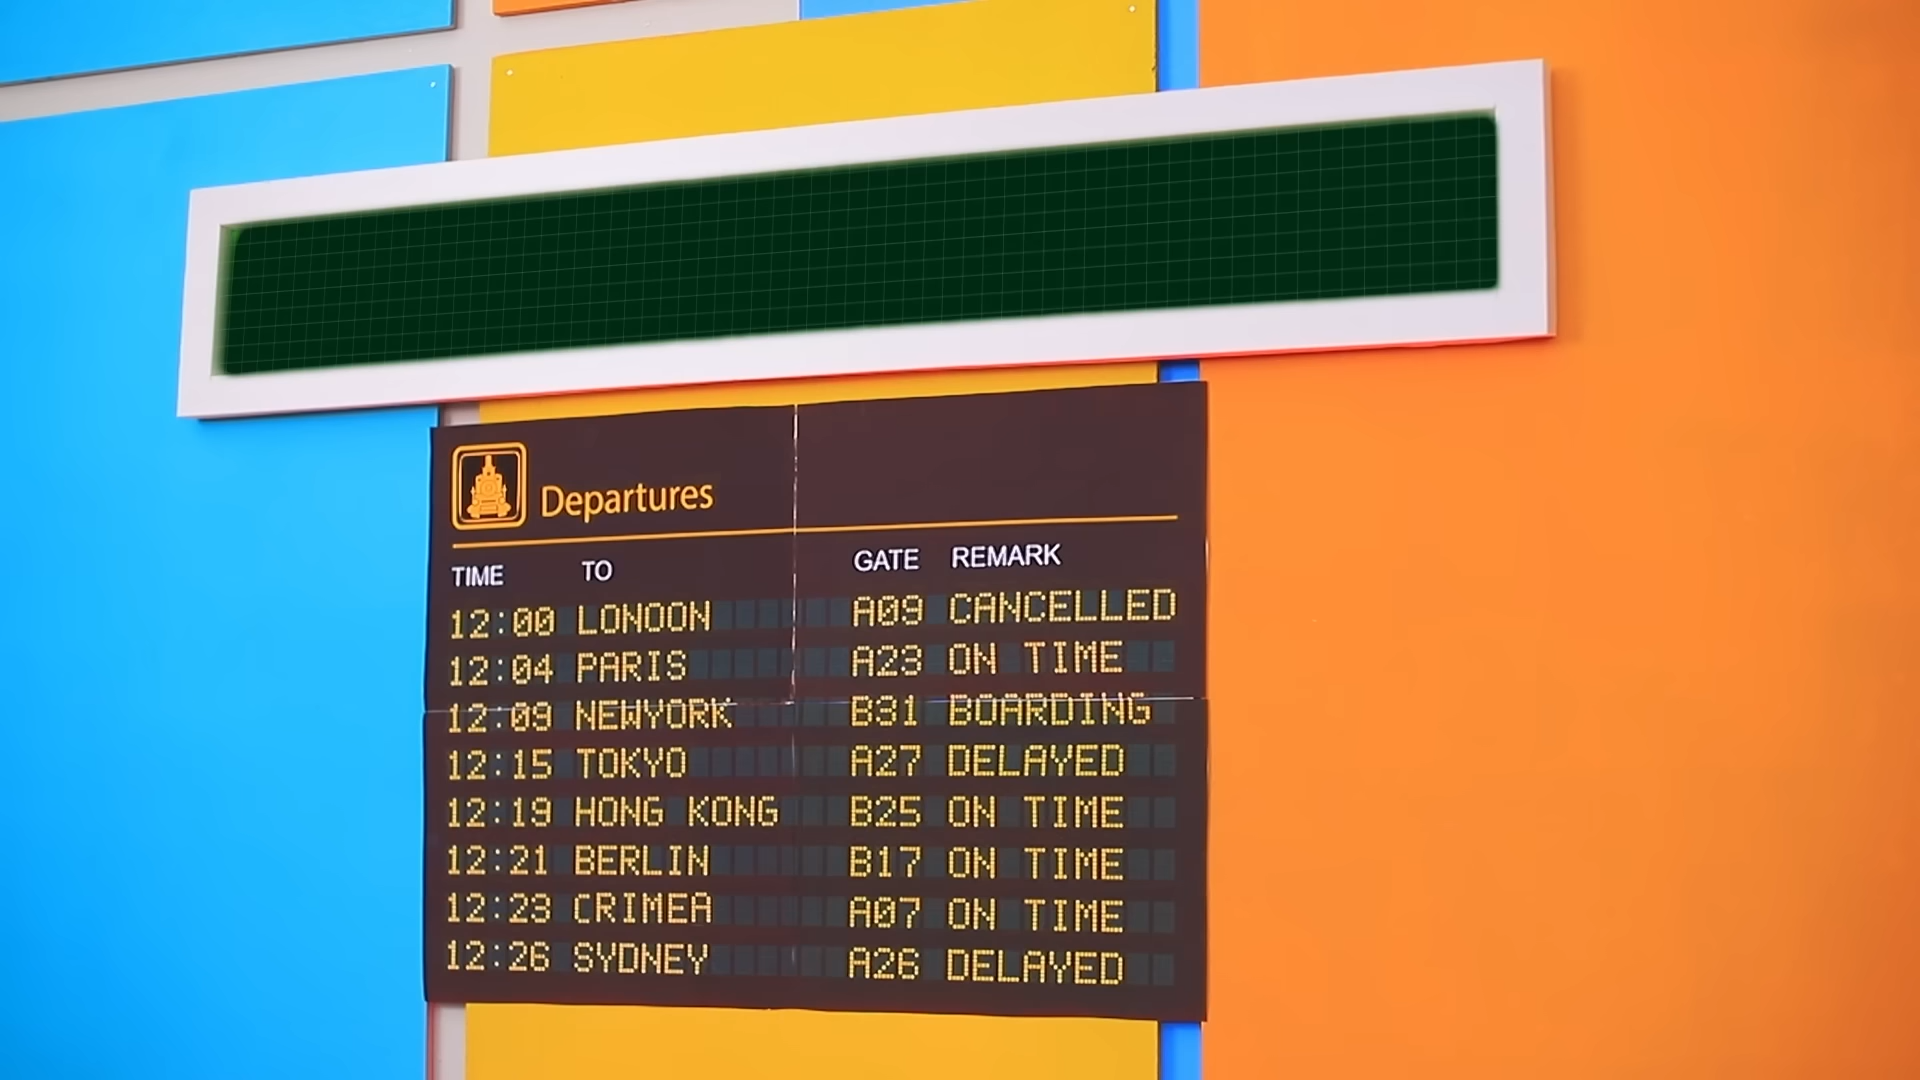 Departures
TIME TO GATE REMARK
12:00 LONOON A09 CANCELLED
12:04 PARIS A23 ON TIME
12:09 NEWYORK B31 BOARDING
12:15 TOKYO A27 DELAYED
12:19 HONG KONG B25 ON TIME
12:21 BERLIN B17 ON TIME
12:23 CRIMEA A07 ON TIME
12:26 SYDNEY A26 DELAYED